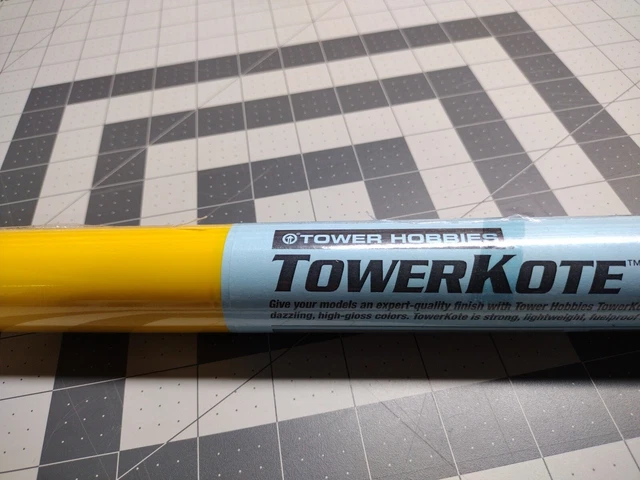 TOWER HOBBIES
TOWERKOTE™
Give your models an expert-quality finish with Tower Hobbies
dazzling, high-gloss colors. TowerKote is strong, lightweight,